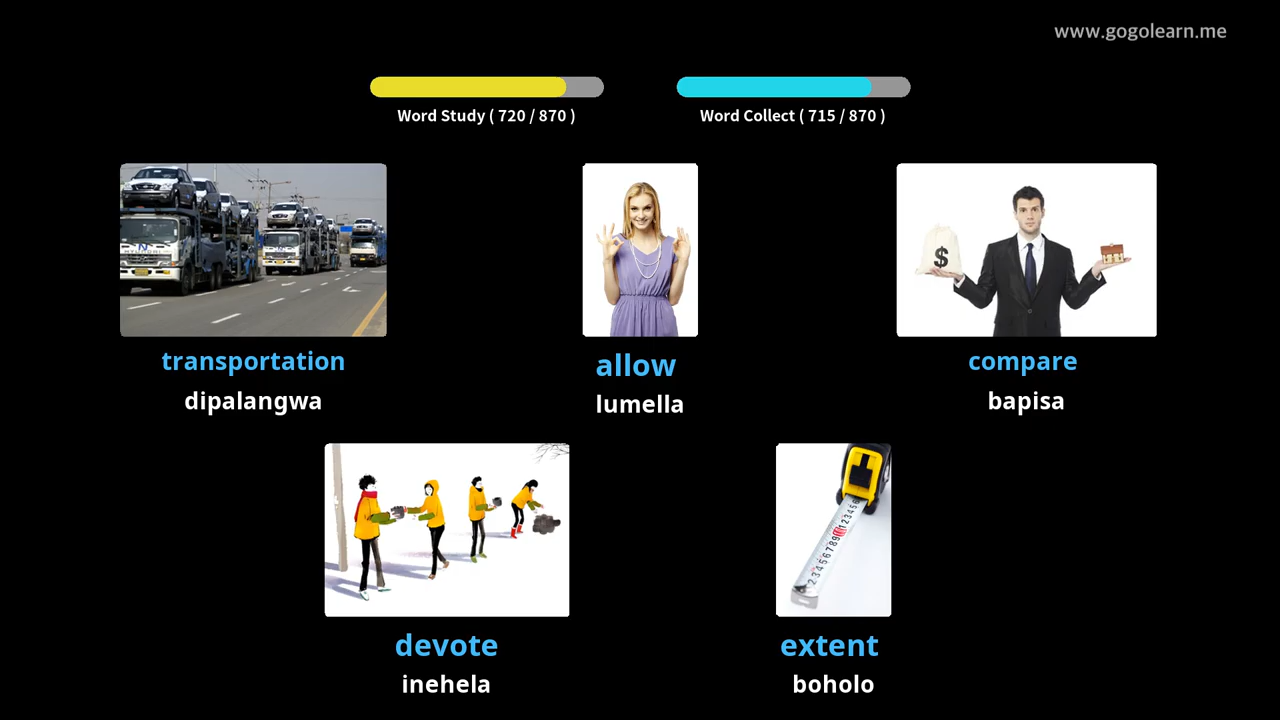 www.gogolearn.me
Word Study ( 720 / 870 )
Word Collect ( 715 / 870 )
transportation
dipalangwa
allow
lumella
$
compare
bapisa
devote
inehela
extent
boholo